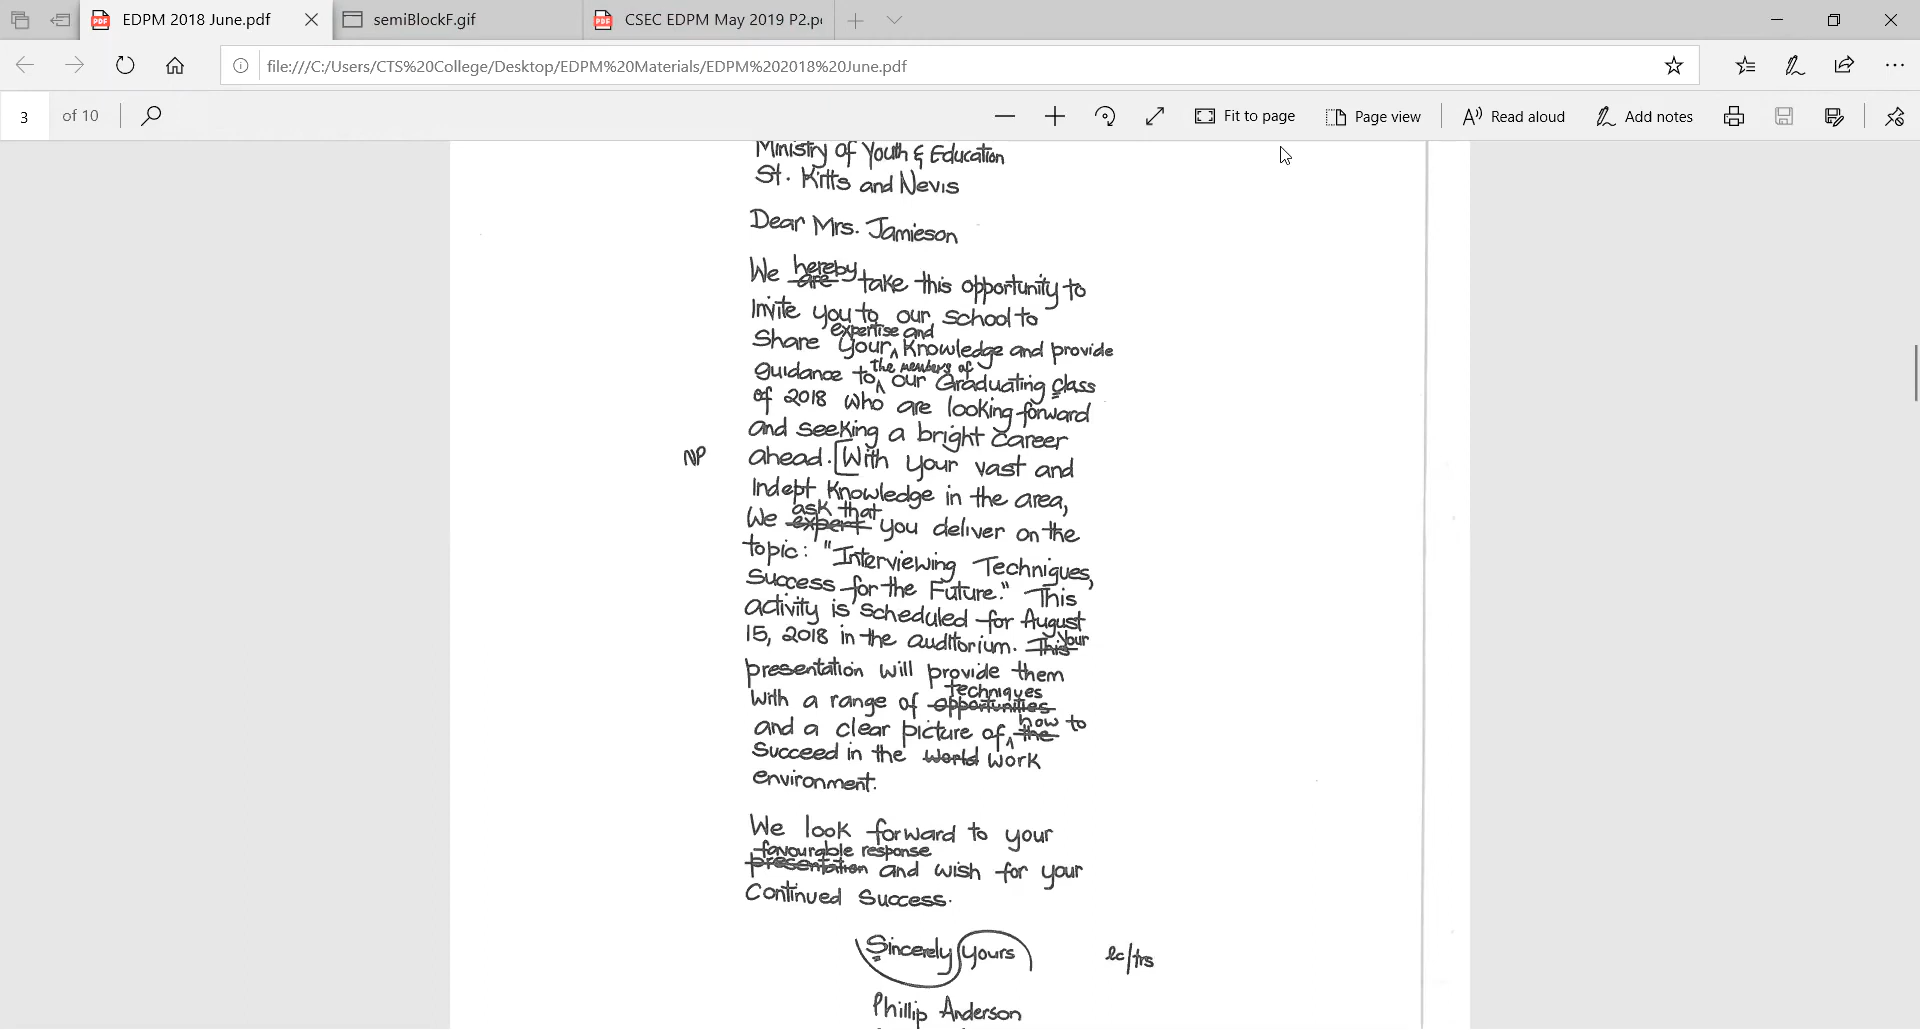 EDPM 2018 June.pdf
semiBlockF.gif
CSEC EDPM May 2019 P2.p
file:///C:/Users/CTS%20College/Desktop/EDPM%20Materials/EDPM%202018%20June.pdf
3 of 10
Fit to page
Page view
Read aloud
Add notes
Ministry of Youth & Education
St. Kitts and Nevis
Dear Mrs. Jamieson
hereby
We are take this opportunity to
Invite you to our school to
expertise and
Share your ^ Knowledge and provide
the members of
guidance to ^ our Graduating class
of 2018 who are looking forward
and seeking a bright career
NP ahead. [With your vast and
Indept Knowledge in the area,
ask that
We expert you deliver on the
topic: "Interviewing Techniques,
Success for the Future." This
activity is scheduled for August
15, 2018 in the auditorium. This your
presentation will provide them
techniques
with a range of opportunities
how to
and a clear picture of ^ the
Succeed in the world work
environment.
We look forward to your
favourable response
presentation and wish for your
Continued Success.
Sincerely Yours lc/trs
Phillip Anderson